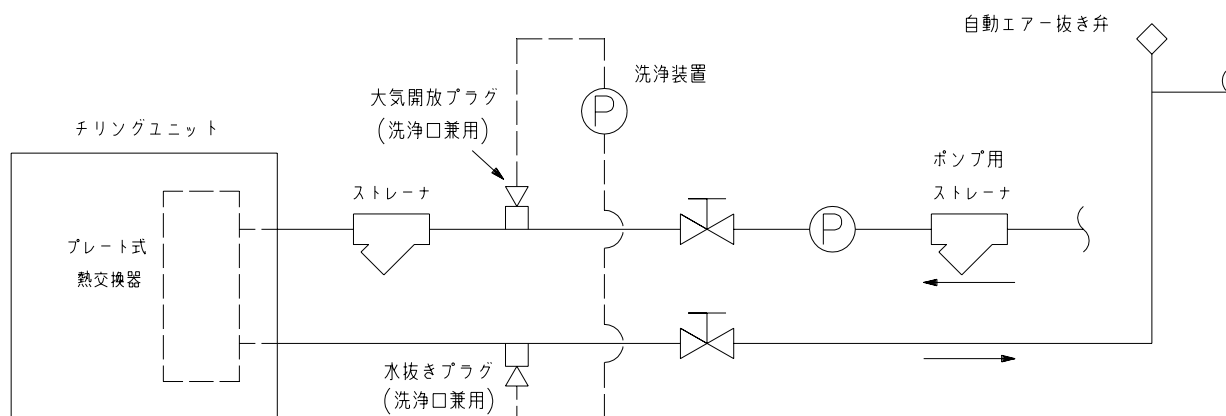 自動エアー抜き弁
洗浄装置
大気開放プラグ
(洗浄口兼用)
P
チリングユニット
ポンプ用
ストレーナ
ストレーナ
P
プレート式
熱交換器
水抜きプラグ
(洗浄口兼用)